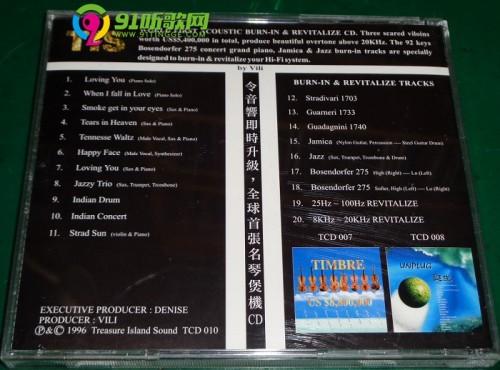 91听歌网
www.91tingge.com
ACOUSTIC BURN-IN & REVITALIZE CD. Three scared viloins
worth US$5,400,000 in total, produce beautiful overtone above 20KHz. The 92 keys
Bosendorfer 275 concert grand piano, Jamica & Jazz burn-in tracks are specially
designed to burn-in & revitalize your Hi-Fi system.
by Vili
1. Loving You (Piano Solo)
2. When I fall in Love (Piano Solo)
3. Smoke get in your eyes (Sax & Piano)
4. Tears in Heaven (Sax & Piano)
5. Tennesse Waltz (Male Vocal, Sax & Piano)
6. Happy Face (Male Vocal, Synthesizer)
7. Loving You (Sax & Piano)
8. Jazzy Trio (Sax, Trumpet, Trombone)
9. Indian Drum
10. Indian Concert
11. Strad Sun (violin & Piano)
EXECUTIVE PRODUCER : DENISE
PRODUCER : VILI
℗&© 1996 Treasure Island Sound TCD 010
令音響即時升級，全球首張名琴煲機CD
BURN-IN & REVITALIZE TRACKS
12. Stradivari 1703
13. Guarneri 1733
14. Guadagnini 1740
15. Jamica (Nylon Guitar, Percussion ---- Steel Guitar Drum)
16. Jazz (Sax, Trumpet, Trombone & Drum)
17. Bosendorfer 275 High (Right) --- Lo (Left)
18. Bosendorfer 275 Softer, High (Left) --- Lo (Right)
19. 25Hz - 100Hz REVITALIZE
20. 8KHz - 20KHz REVITALIZE
TCD 007 TCD 008
TIMBRE
US $8,800,000
UNPLUG